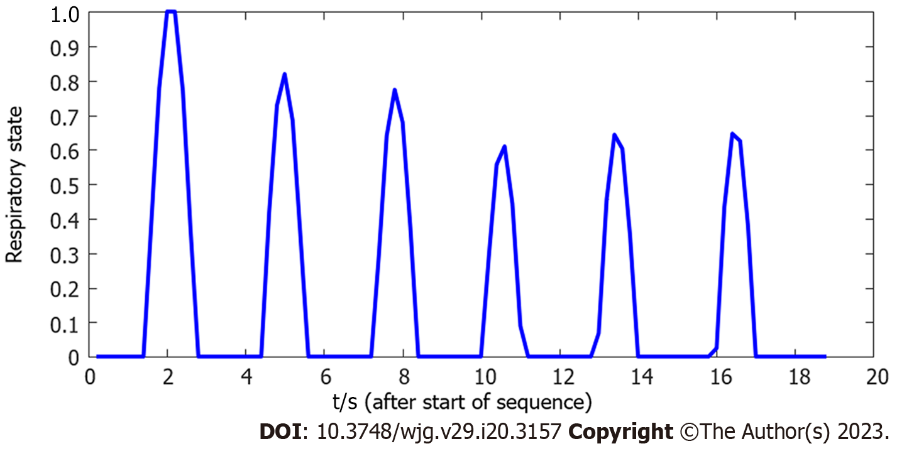 1.0
0.9
0.8
0.7
0.6
0.5
0.4
0.3
0.2
0.1
0
Respiratory state
0 2 4 6 8 10 12 14 16 18 20
t/s (after start of sequence)
DOI: 10.3748/wjg.v29.i20.3157 Copyright ©The Author(s) 2023.